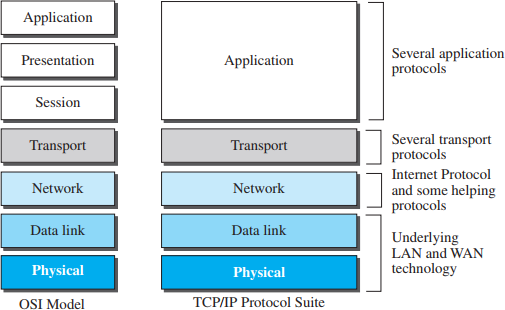 Application
Presentation
Session
Transport
Network
Data link
Physical
OSI Model
Application
Transport
Network
Data link
Physical
TCP/IP Protocol Suite
Several application
protocols
Several transport
protocols
Internet Protocol
and some helping
protocols
Underlying
LAN and WAN
technology